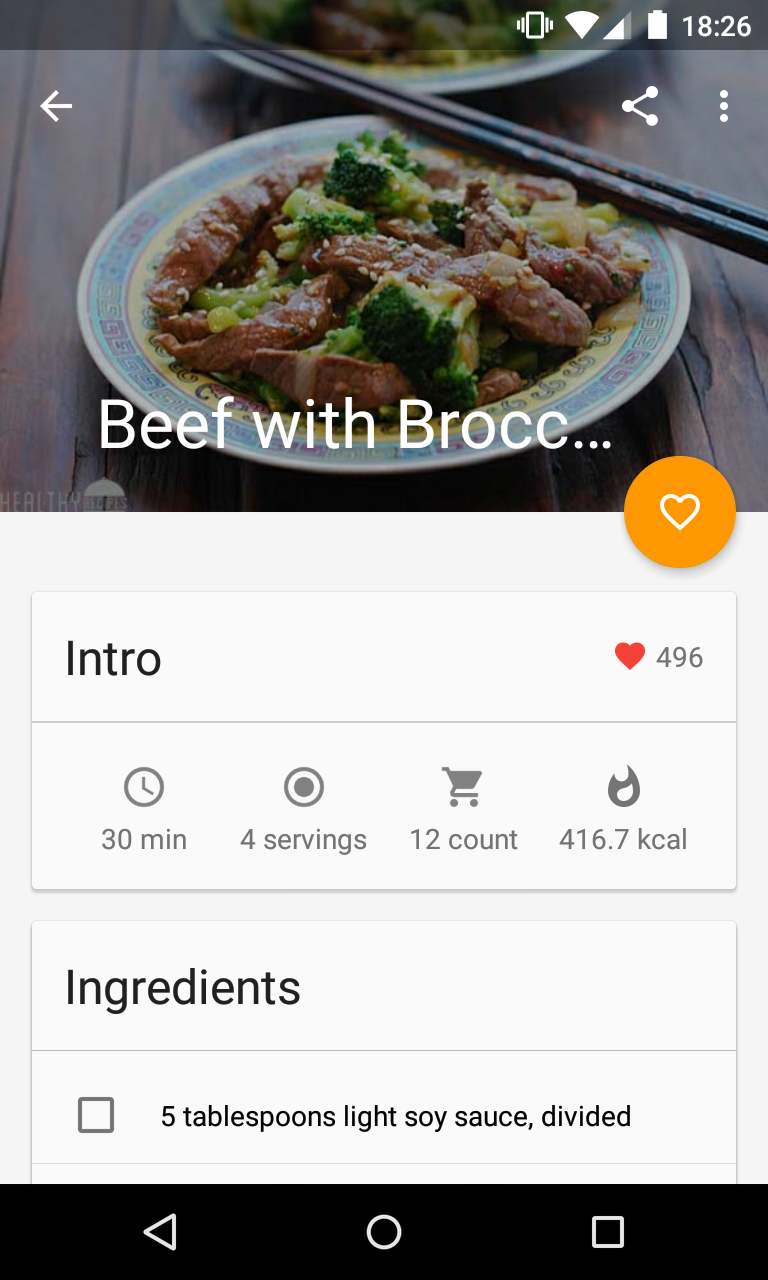 18:26
Beef with Brocc...
HEALTHY
Intro
496
30 min
4 servings
12 count
416.7 kcal
Ingredients
5 tablespoons light soy sauce, divided